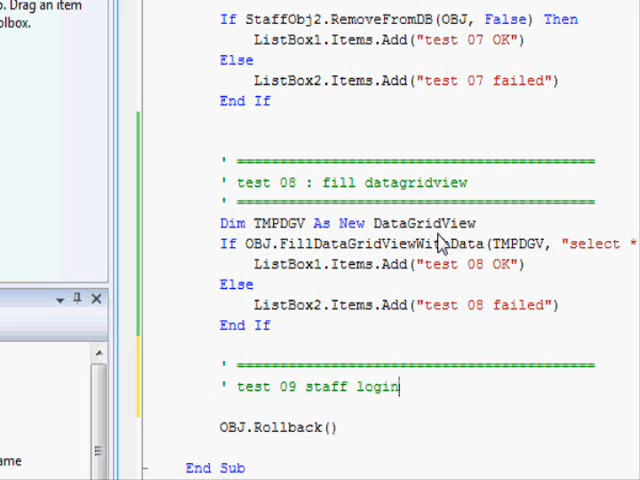 o. Drag an item
olbox.
If StaffObj2.RemoveFromDB(OBJ, False) Then
ListBox1.Items.Add("test 07 OK")
Else
ListBox2.Items.Add("test 07 failed")
End If
' ==========================================
' test 08 : fill datagridview
' ==========================================
Dim TMPDGV As New DataGridView
If OBJ.FillDataGridViewWithData(TMPDGV, "select *
ListBox1.Items.Add("test 08 OK")
Else
ListBox2.Items.Add("test 08 failed")
End If
' ==========================================
' test 09 staff login
OBJ.Rollback()
ame
End Sub